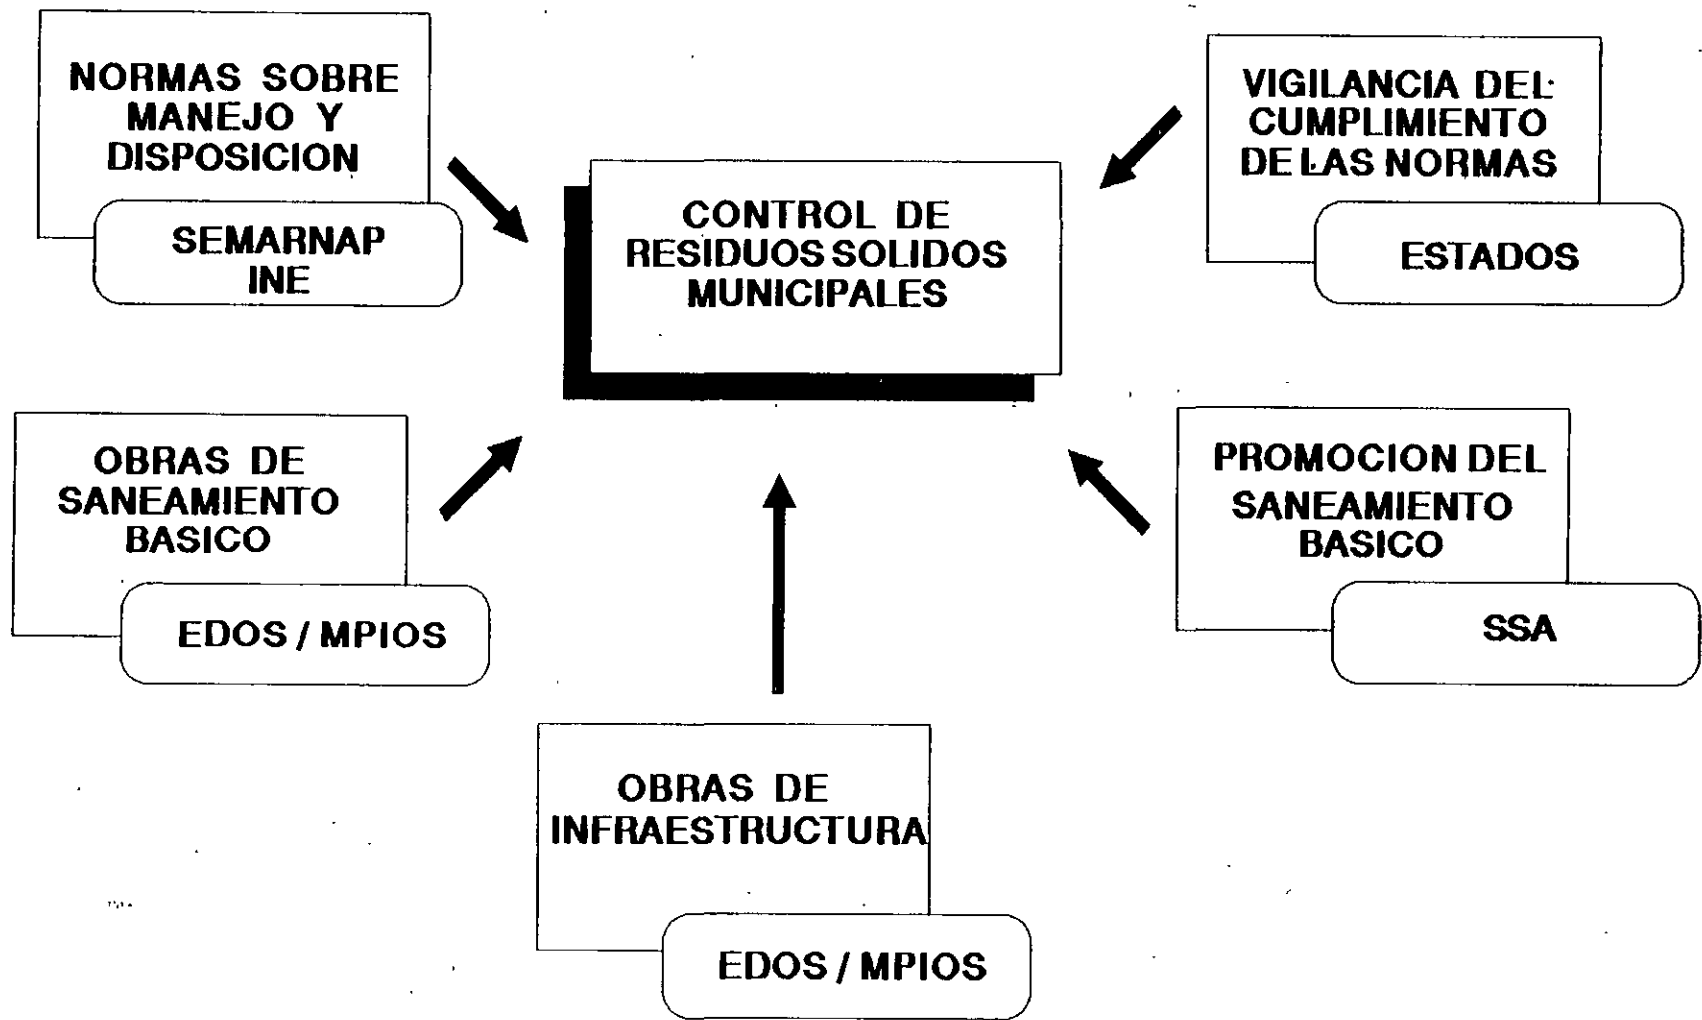 NORMAS SOBRE
MANEJO Y
DISPOSICION
SEMARNAP
INE
CONTROL DE
RESIDUOS SOLIDOS
MUNICIPALES
VIGILANCIA DEL
CUMPLIMIENTO
DE LAS NORMAS
ESTADOS
OBRAS DE
SANEAMIENTO
BASICO
EDOS / MPIOS
PROMOCION DEL
SANEAMIENTO
BASICO
SSA
OBRAS DE
INFRAESTRUCTURA
EDOS / MPIOS